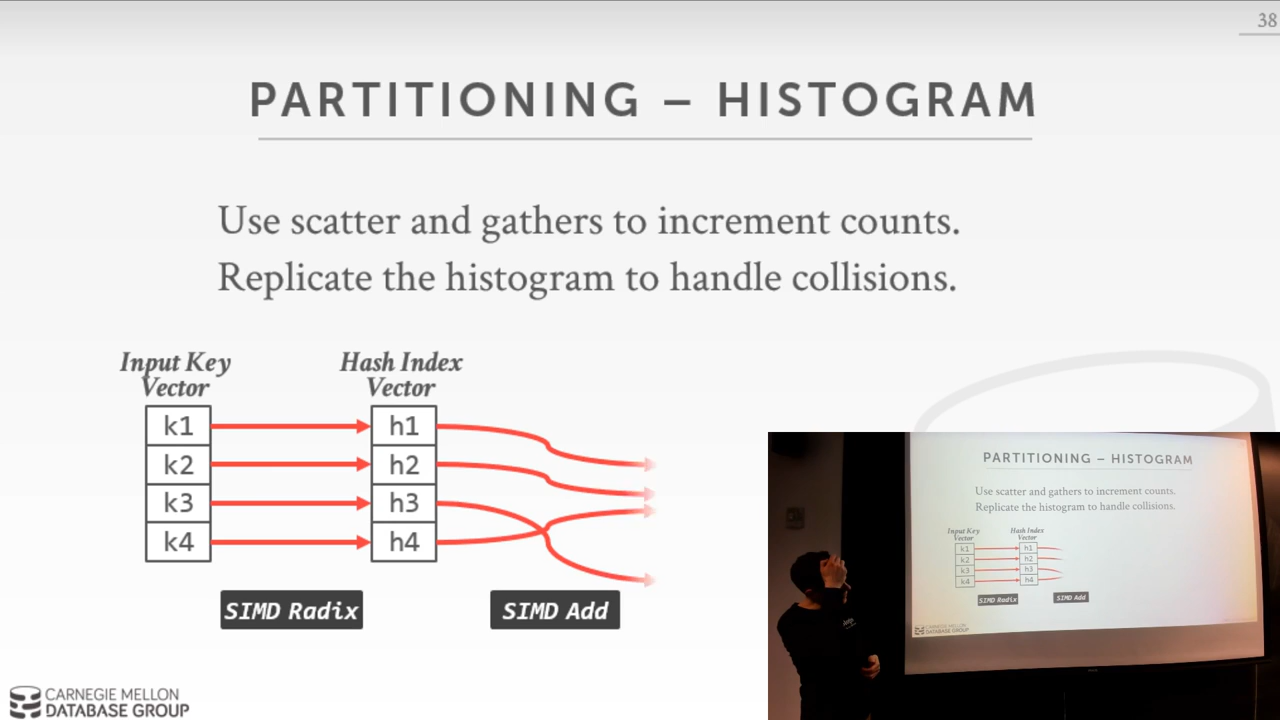 38
PARTITIONING – HISTOGRAM
Use scatter and gathers to increment counts.
Replicate the histogram to handle collisions.
Input Key
Vector
Hash Index
Vector
k1
h1
k2
h2
k3
h3
k4
h4
SIMD Radix
SIMD Add
CARNEGIE MELLON
DATABASE GROUP
PARTITIONING – HISTOGRAM
Use scatter and gathers to increment counts.
Replicate the histogram to handle collisions.
Input Key
Vector
Hash Index
Vector
k1
h1
k2
h2
k3
h3
k4
h4
SIMD Radix
SIMD Add
CARNEGIE MELLON
DATABASE GROUP